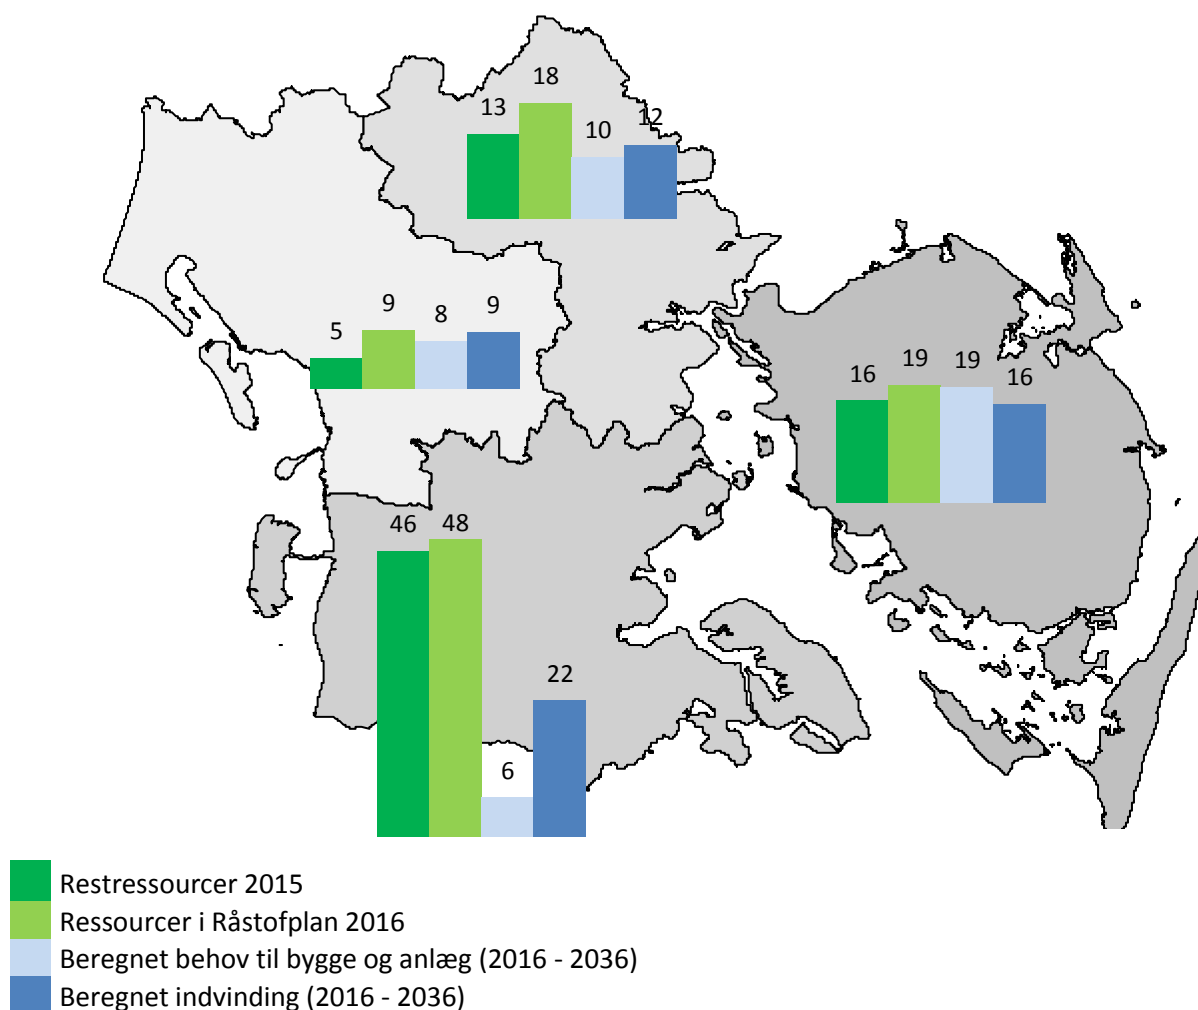 13 18 10 12
5 9 8 9
16 19 19 16
46 48 6 22
Restressourcer 2015
Ressourcer i Råstofplan 2016
Beregnet behov til bygge og anlæg (2016 - 2036)
Beregnet indvinding (2016 - 2036)